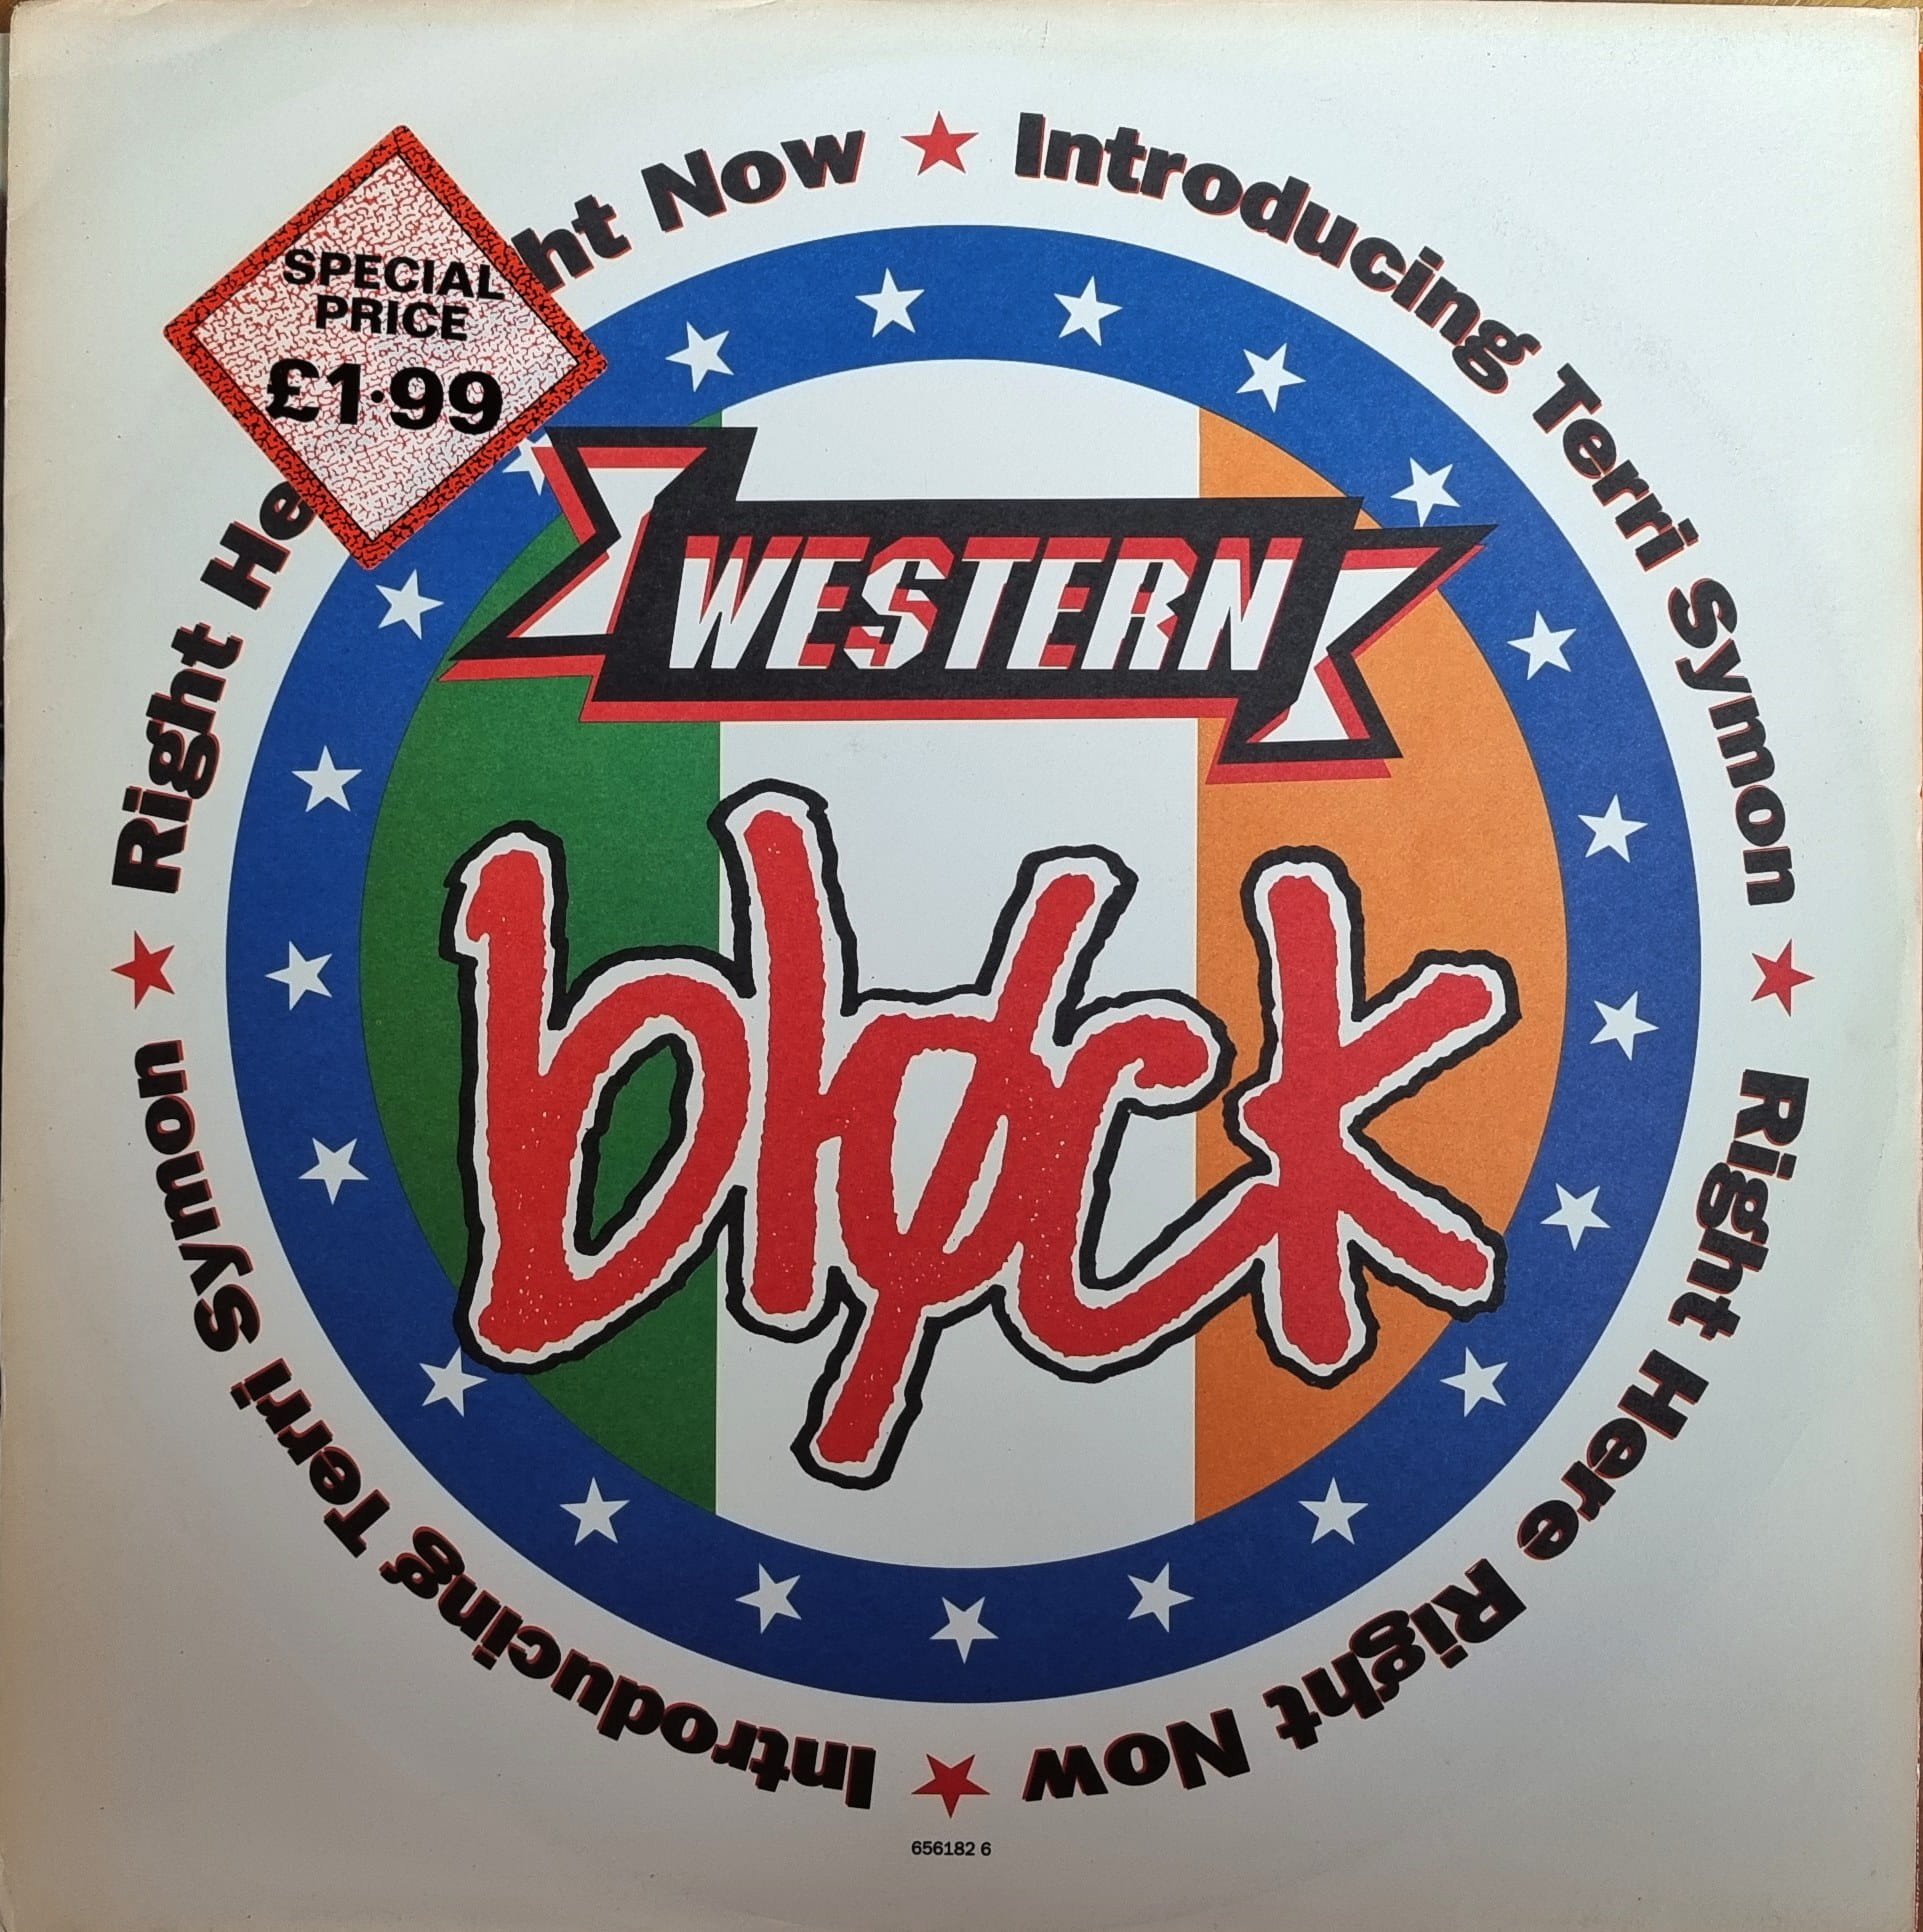 SPECIAL
PRICE
£1·99
Right He ht Now ★ Introducing Terri Symon ★ Right Here Right Now ★ Introducing Terri Symon ★
WESTERN
bløck
656182 6